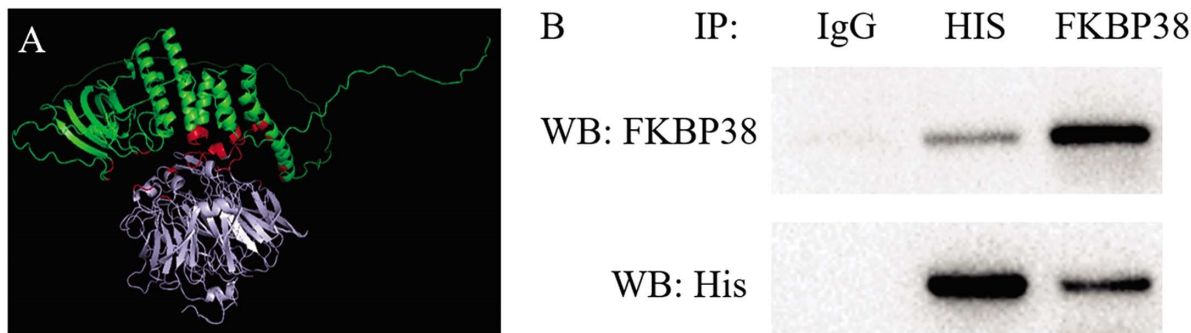 A
B IP: IgG HIS FKBP38
WB: FKBP38
WB: His